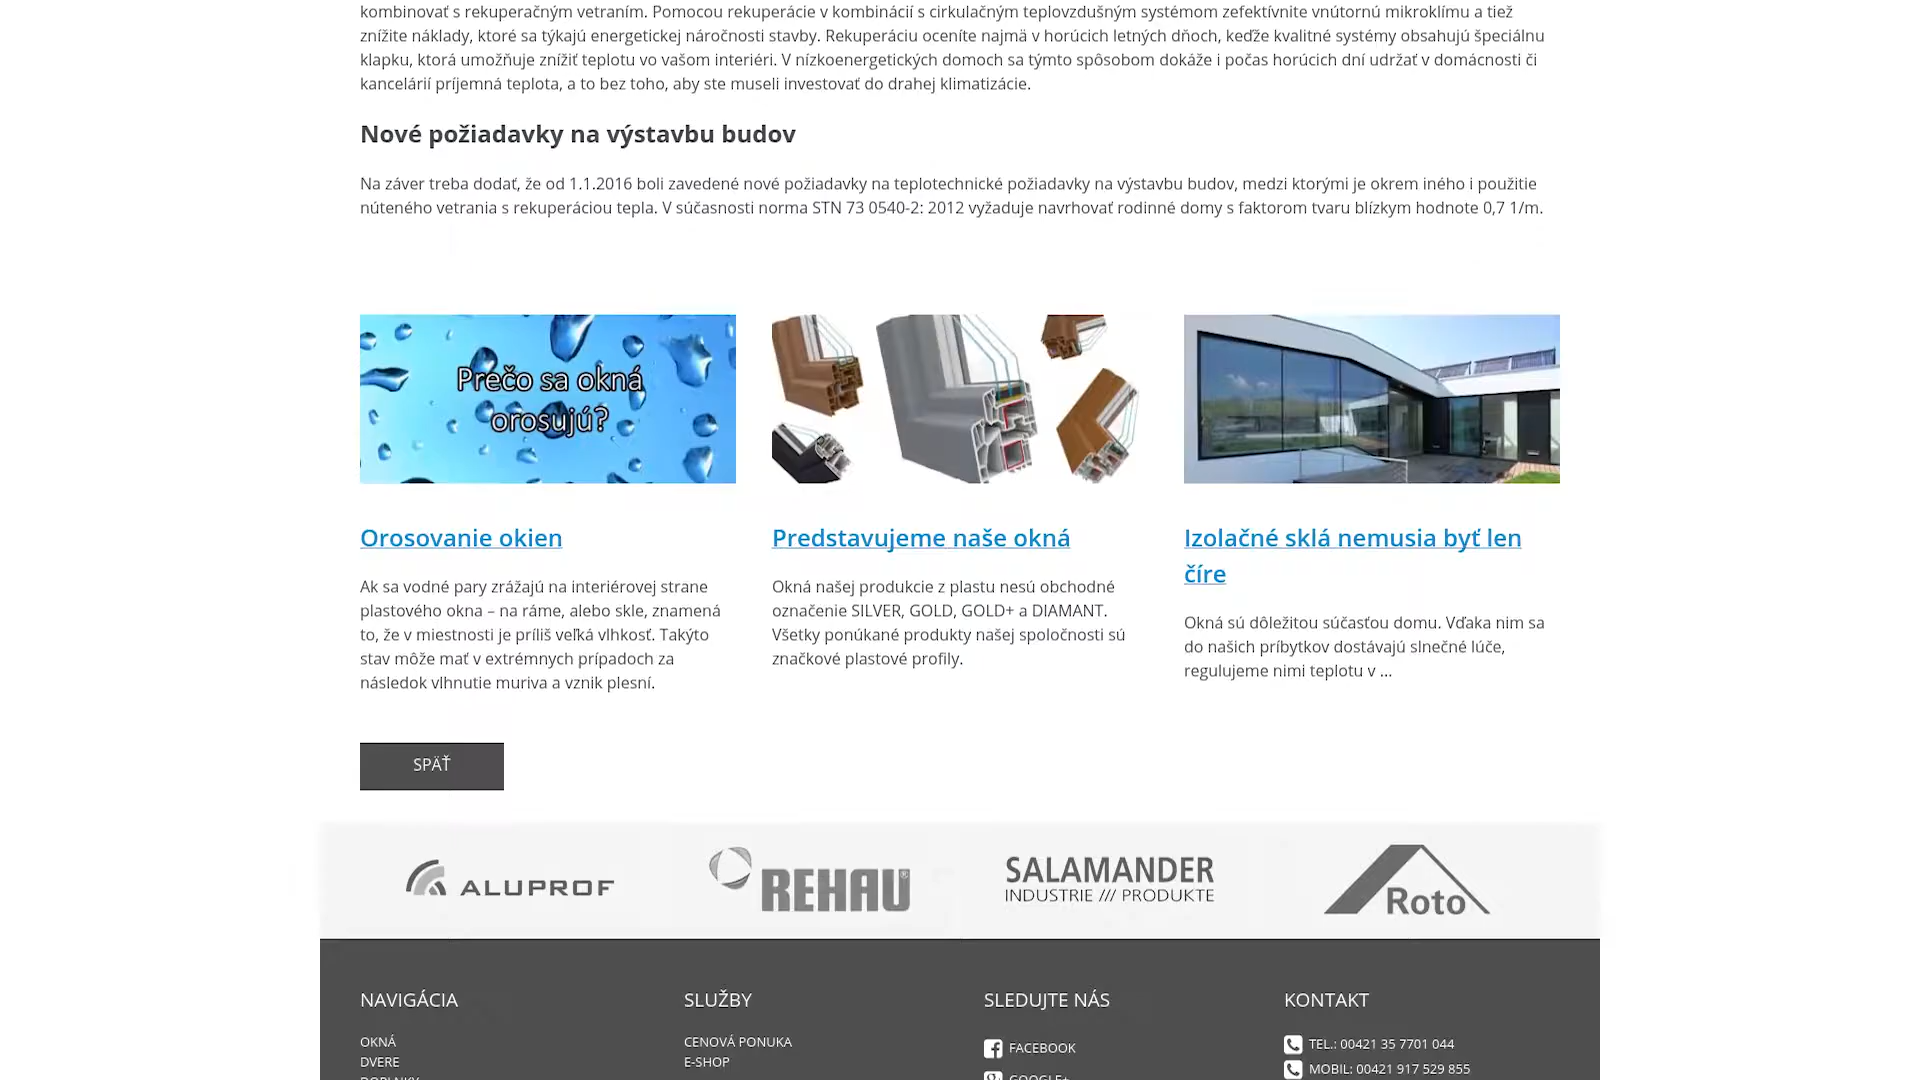 kombinovať s rekuperačným vetraním. Pomocou rekuperácie v kombinácií s cirkulačným teplovzdušným systémom zefektívnite vnútornú mikroklímu a tiež
znížite náklady, ktoré sa týkajú energetickej náročnosti stavby. Rekuperáciu oceníte najmä v horúcich letných dňoch, keďže kvalitné systémy obsahujú špeciálnu
klapku, ktorá umožňuje znížiť teplotu vo vašom interiéri. V nízkoenergetických domoch sa týmto spôsobom dokáže i počas horúcich dní udržať v domácnosti či
kancelárií príjemná teplota, a to bez toho, aby ste museli investovať do drahej klimatizácie.
Nové požiadavky na výstavbu budov
Na záver treba dodať, že od 1.1.2016 boli zavedené nové požiadavky na teplotechnické požiadavky na výstavbu budov, medzi ktorými je okrem iného i použitie
núteného vetrania s rekuperáciou tepla. V súčasnosti norma STN 73 0540-2: 2012 vyžaduje navrhovať rodinné domy s faktorom tvaru blízkym hodnote 0,7 1/m.
Prečo sa okná
orosujú?
Orosovanie okien
Ak sa vodné pary zrážajú na interiérovej strane
plastového okna – na ráme, alebo skle, znamená
to, že v miestnosti je príliš veľká vlhkosť. Takýto
stav môže mať v extrémnych prípadoch za
následok vlhnutie muriva a vznik plesní.
Predstavujeme naše okná
Okná našej produkcie z plastu nesú obchodné
označenie SILVER, GOLD, GOLD+ a DIAMANT.
Všetky ponúkané produkty našej spoločnosti sú
značkové plastové profily.
Izolačné sklá nemusia byť len
číre
Okná sú dôležitou súčasťou domu. Vďaka nim sa
do našich príbytkov dostávajú slnečné lúče,
regulujeme nimi teplotu v ...
SPÄŤ
ALUPROF
REHAU®
SALAMANDER
INDUSTRIE /// PRODUKTE
Roto
NAVIGÁCIA
OKNÁ
DVERE
DOPLNKY
SLUŽBY
CENOVÁ PONUKA
E-SHOP
SLEDUJTE NÁS
FACEBOOK
GOOGLE+
KONTAKT
TEL.: 00421 35 7701 044
MOBIL: 00421 917 529 855